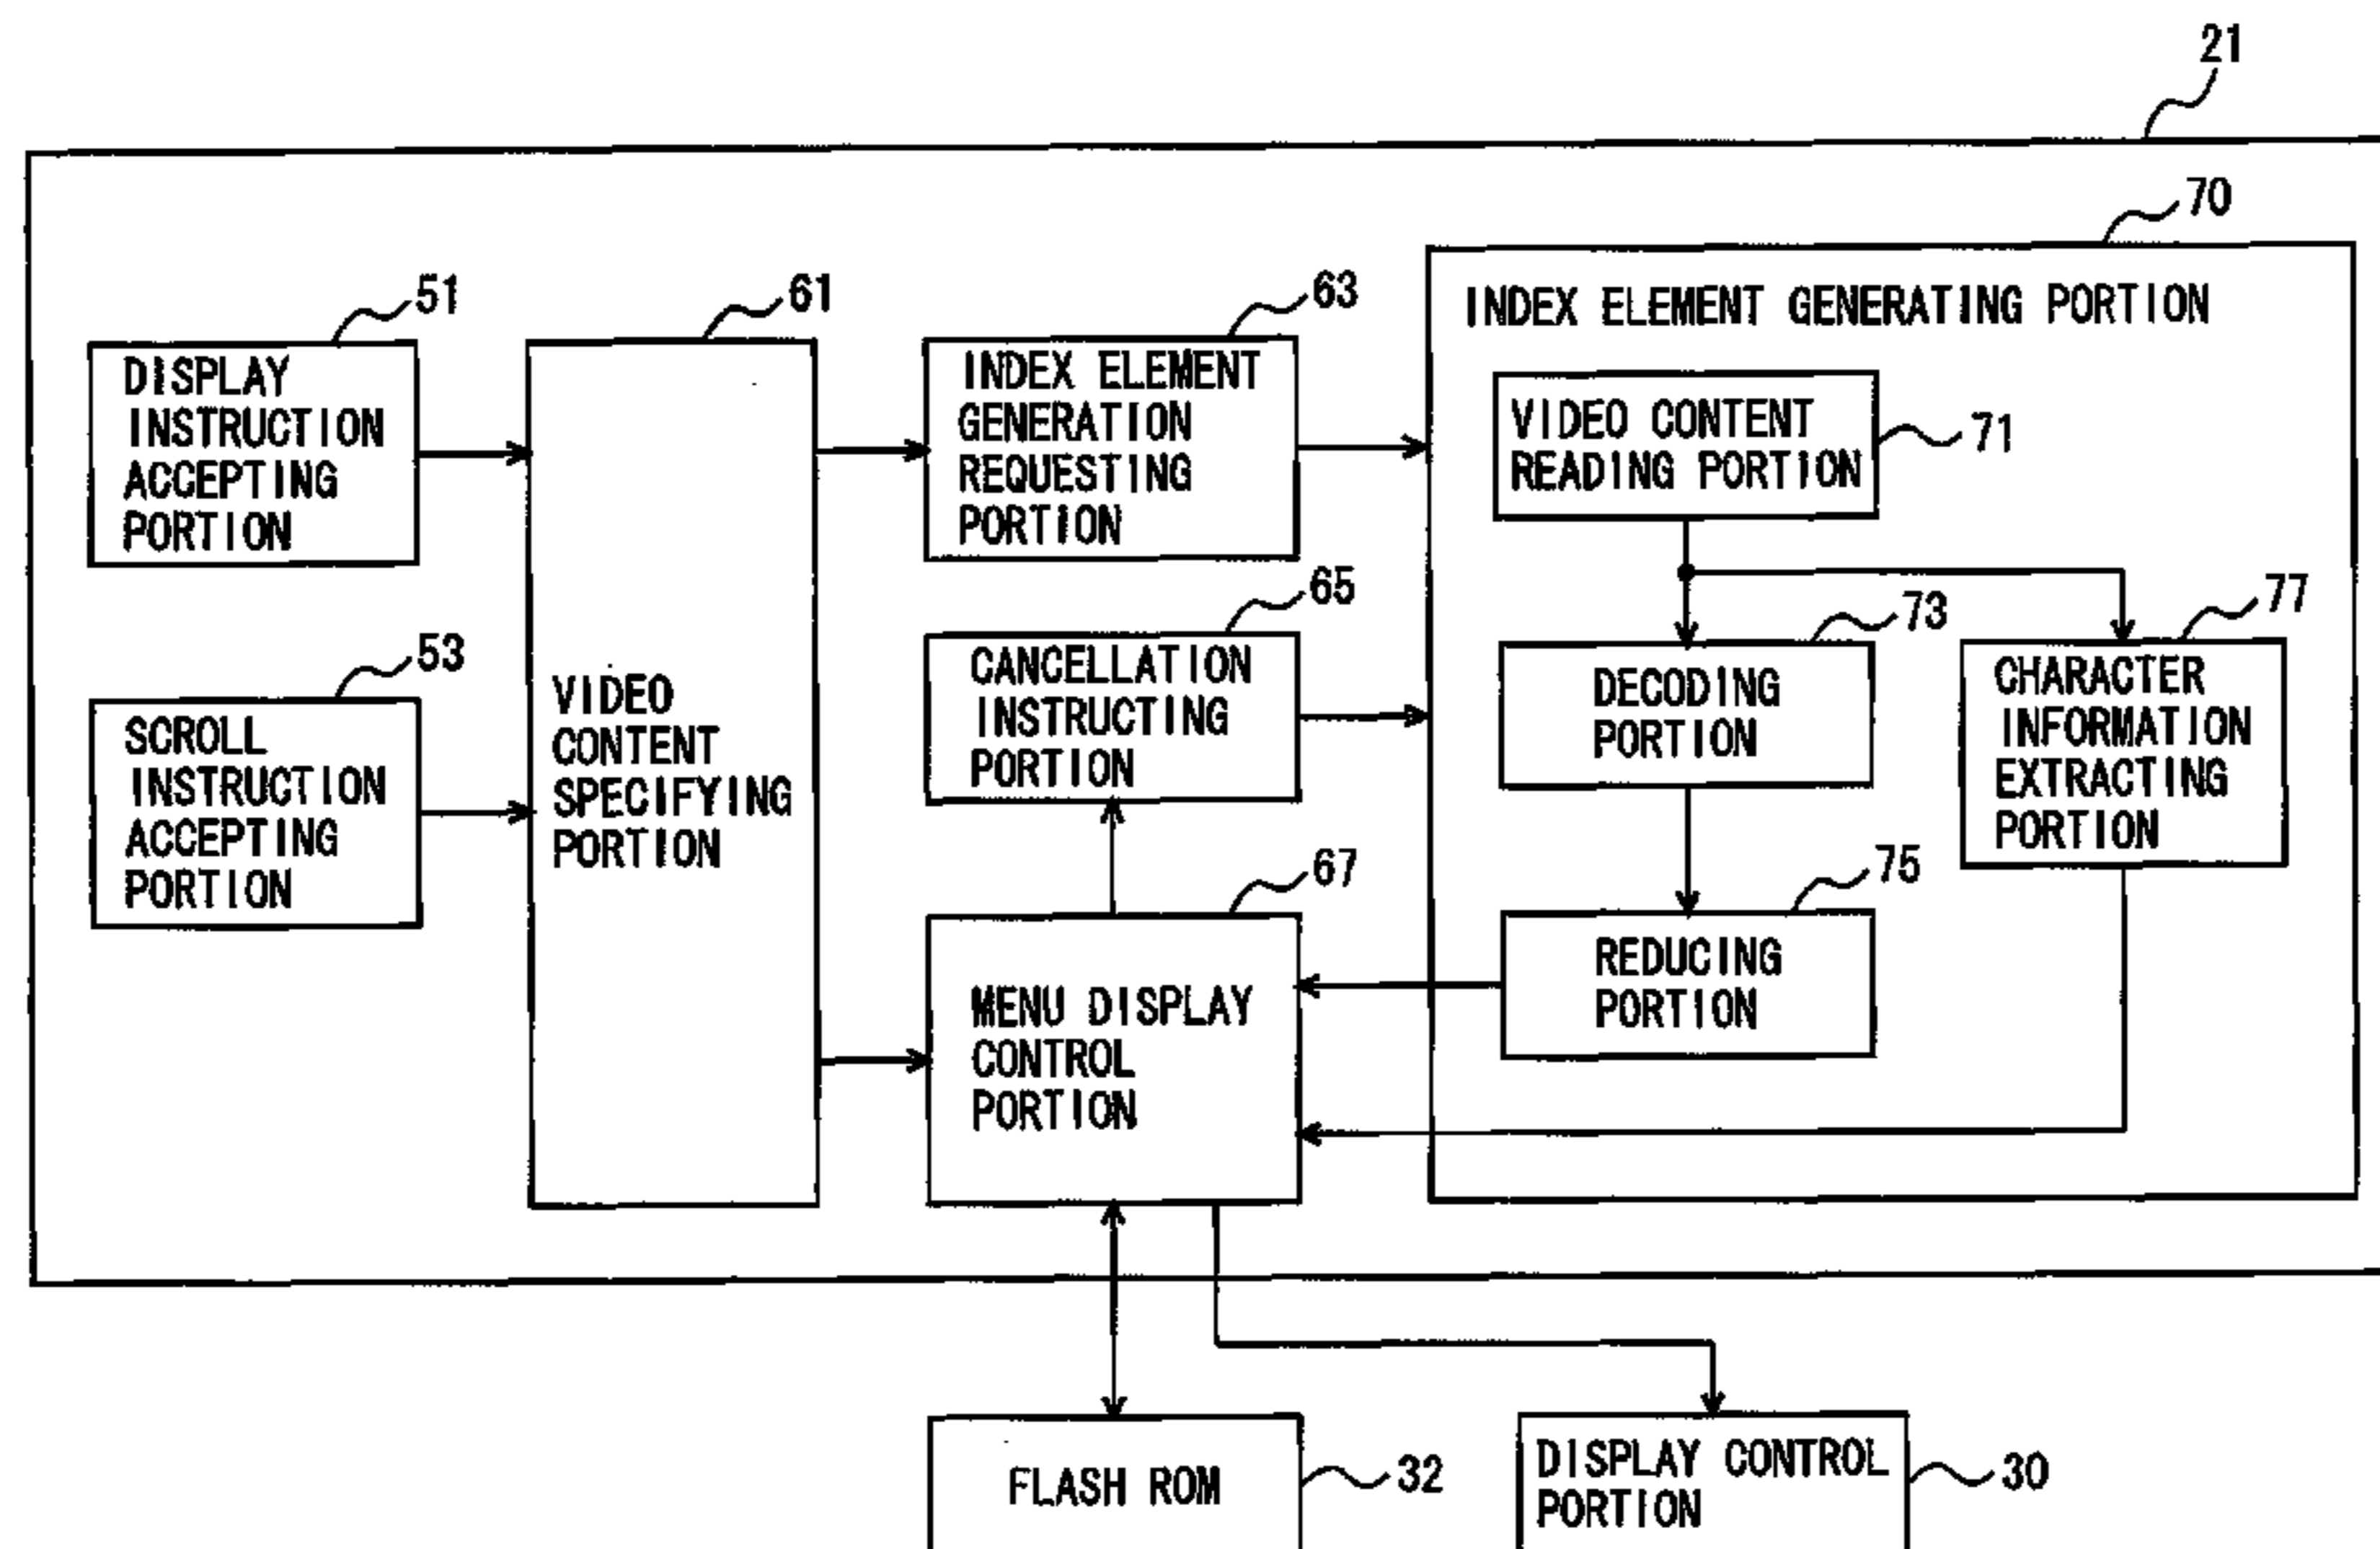 21
70
51
61
63
INDEX ELEMENT GENERATING PORTION
DISPLAY
INSTRUCTION
ACCEPTING
PORTION
INDEX ELEMENT
GENERATION
REQUESTING
PORTION
VIDEO CONTENT
READING PORTION
71
53
65
73
77
SCROLL
INSTRUCTION
ACCEPTING
PORTION
VIDEO
CONTENT
SPECIFYING
PORTION
CANCELLATION
INSTRUCTING
PORTION
DECODING
PORTION
CHARACTER
INFORMATION
EXTRACTING
PORTION
67
75
MENU DISPLAY
CONTROL
PORTION
REDUCING
PORTION
FLASH ROM
32
DISPLAY CONTROL
PORTION
30